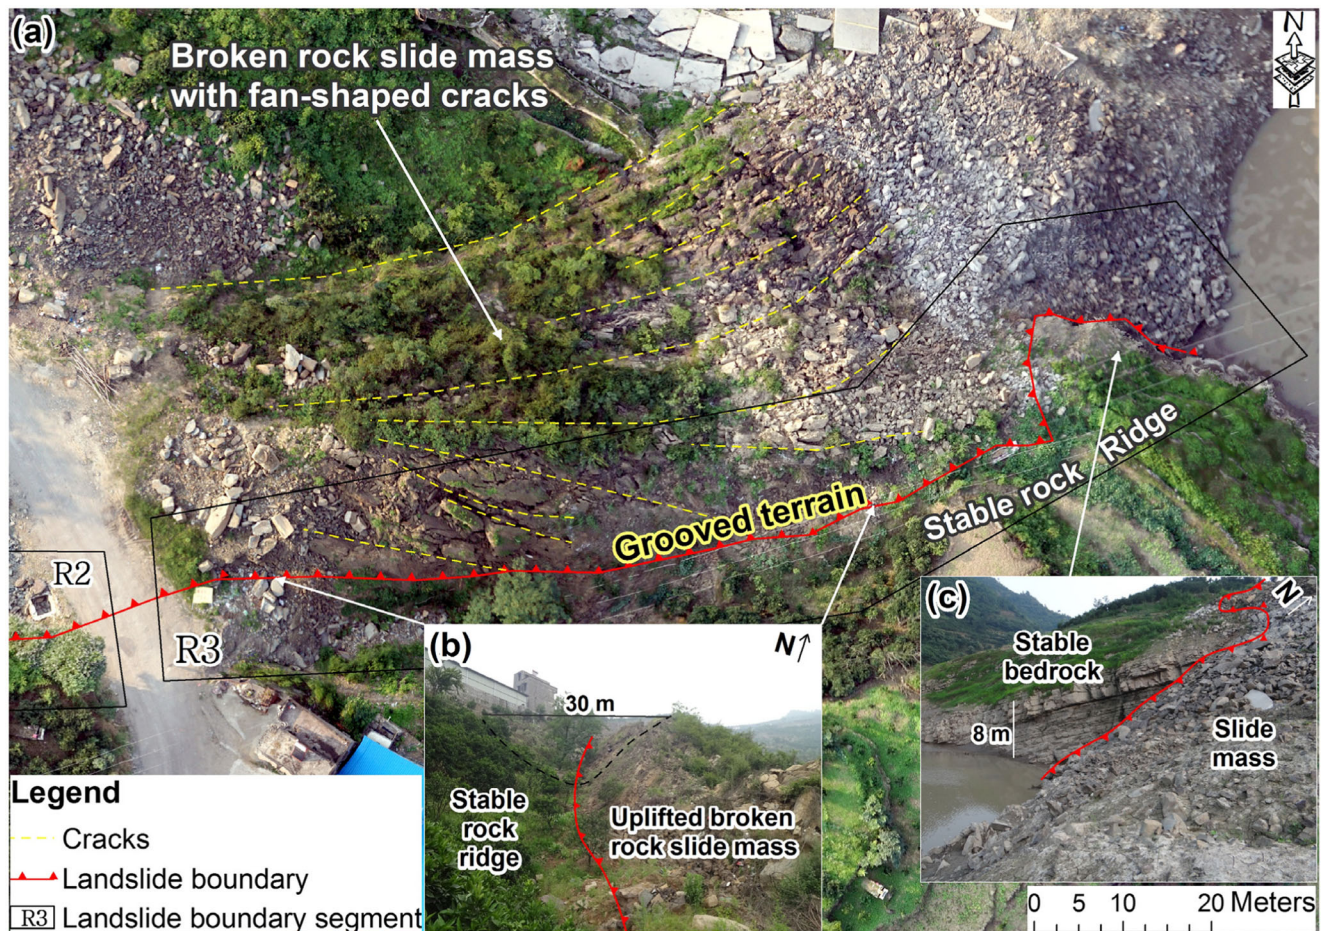 (a)
Broken rock slide mass
with fan-shaped cracks
N
Stable rock Ridge
Grooved terrain
R2
R3
(b)
N
30 m
Stable
rock
ridge
Uplifted broken
rock slide mass
(c)
N
Stable
bedrock
8 m
Slide
mass
Legend
Cracks
Landslide boundary
R3 Landslide boundary segment
0 5 10 20 Meters